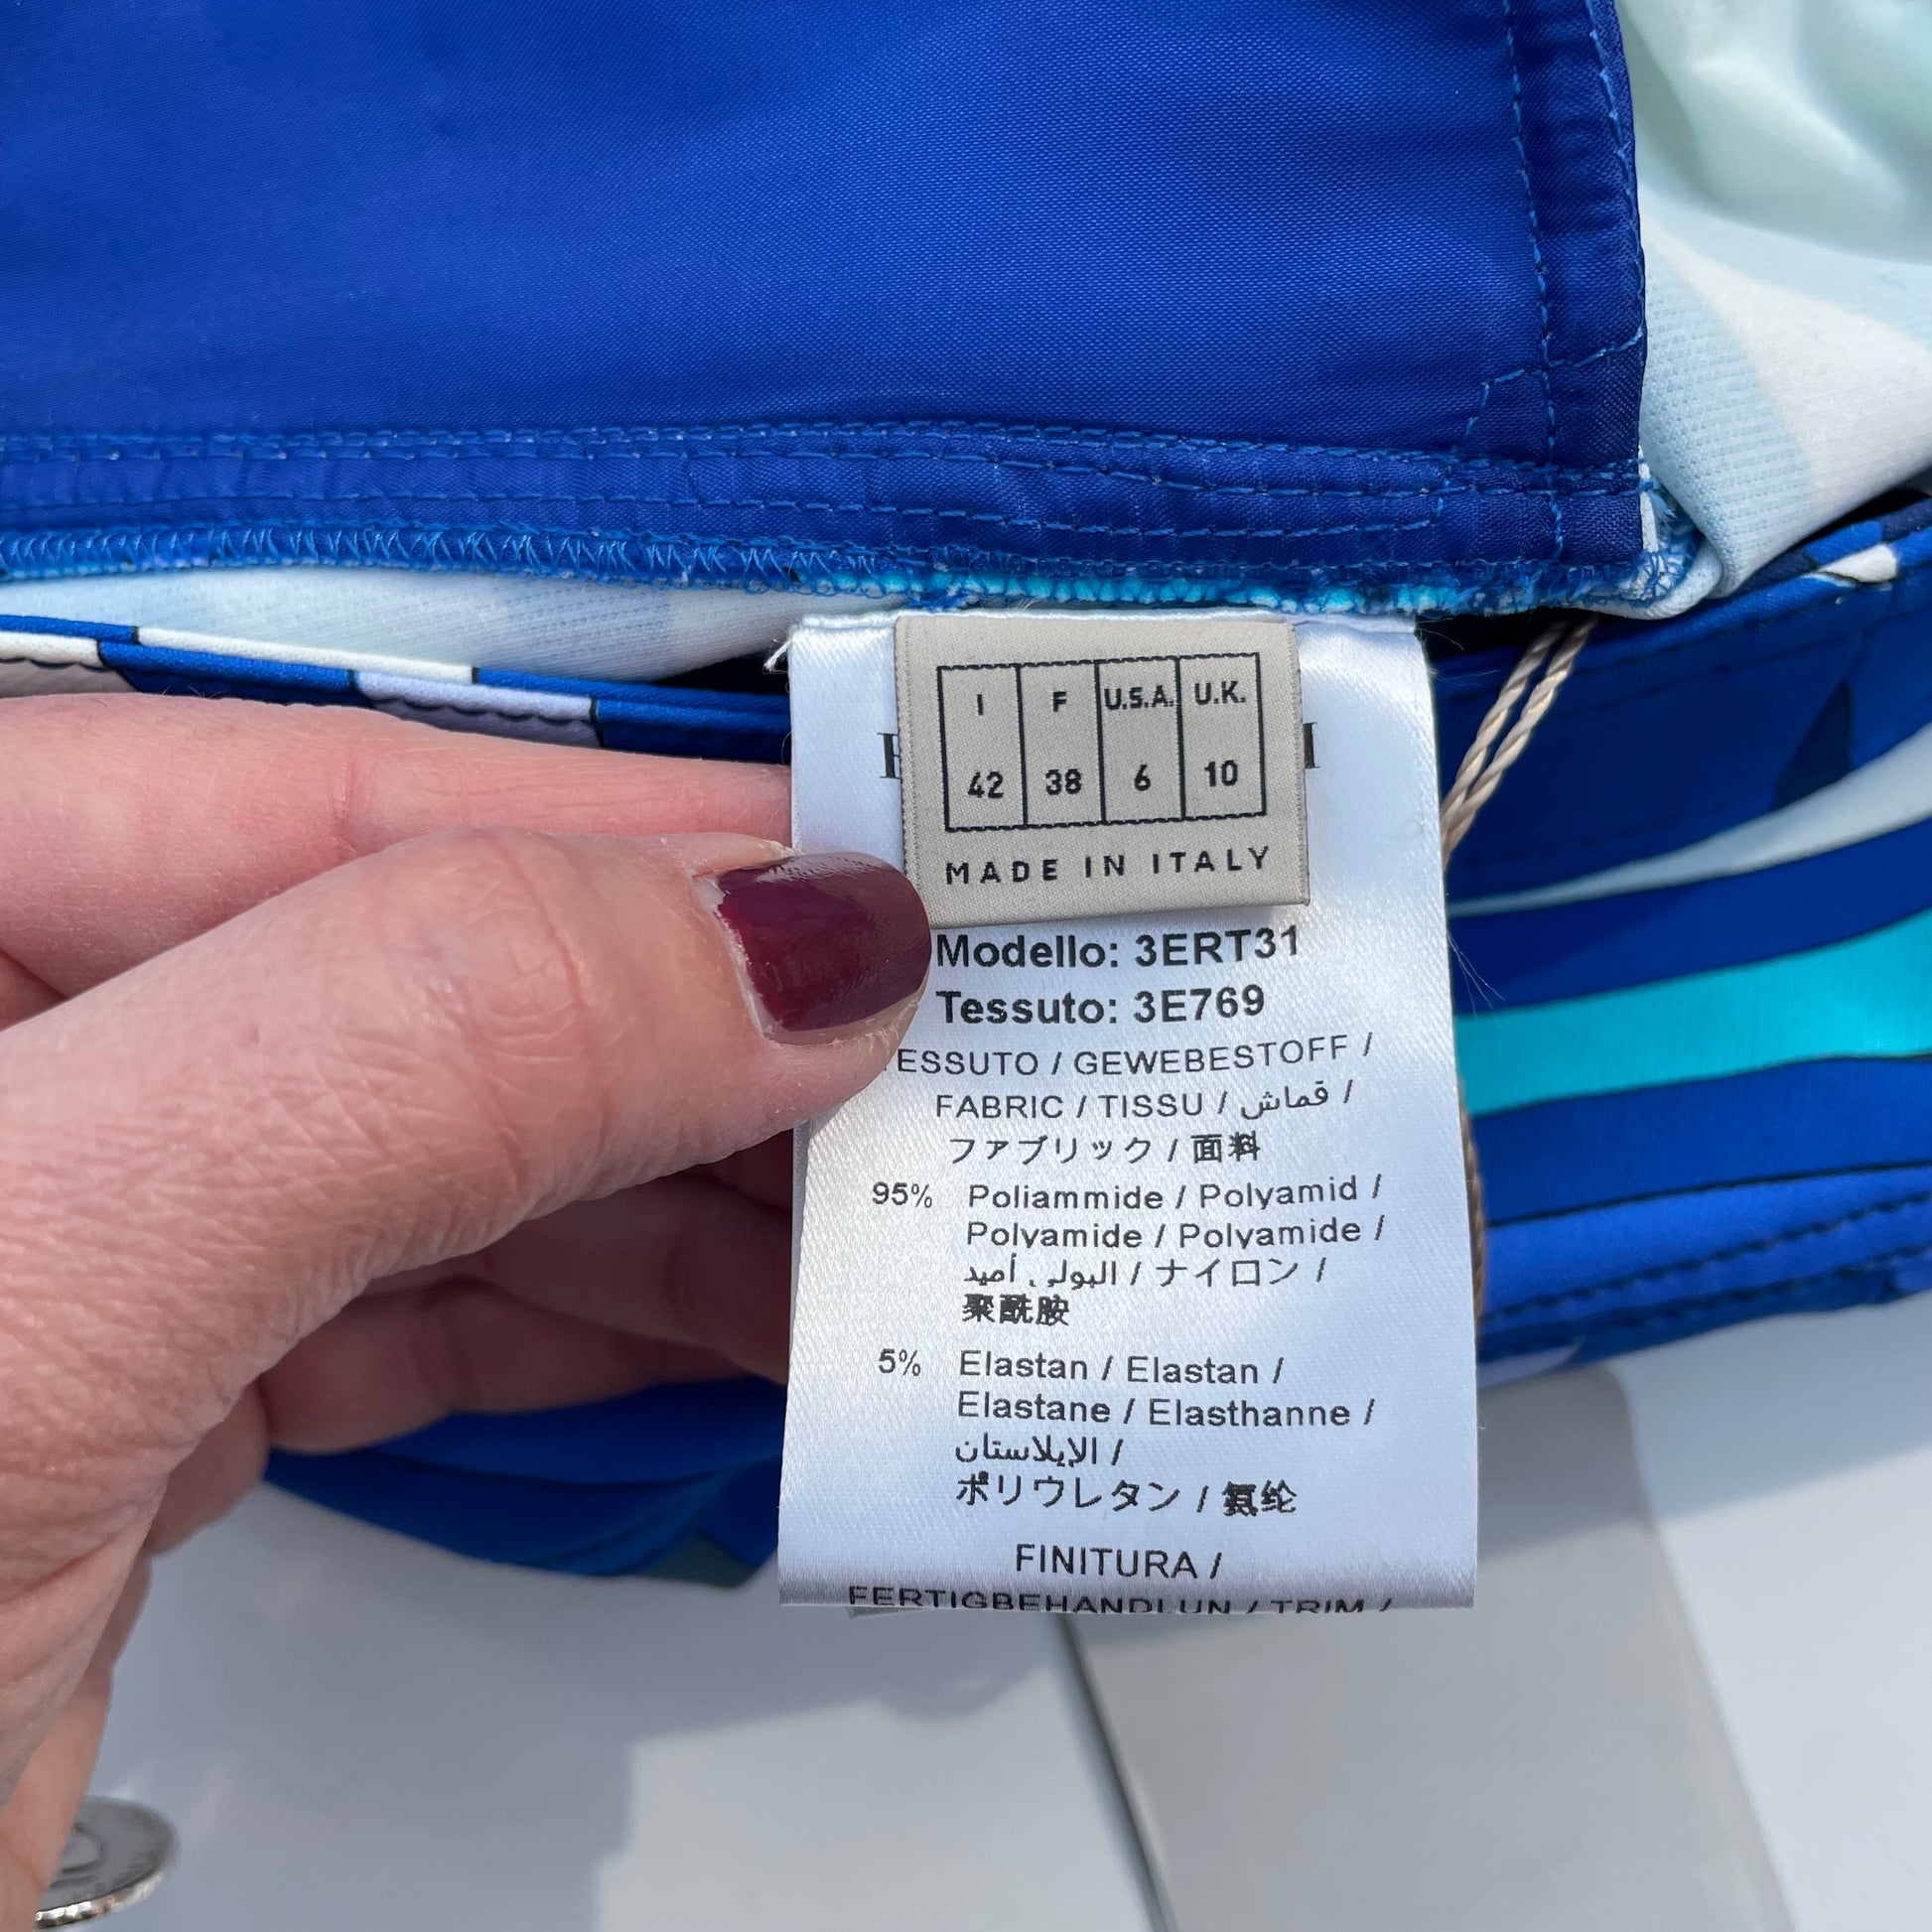 I F U.S.A. U.K.
42 38 6 10
MADE IN ITALY
Modello: 3ERT31
Tessuto: 3E769
ESSUTO / GEWEBESTOFF /
FABRIC / TISSU / قماش /
ファブリック / 面料
95% Poliammide / Polyamid /
Polyamide / Polyamide /
البولي أميد / ナイロン /
聚酰胺
5% Elastan / Elastan /
Elastane / Elasthanne /
الإيلاستان /
ポリウレタン / 氨纶
FINITURA /
FERTIGBEHANDLUN / TRIM /